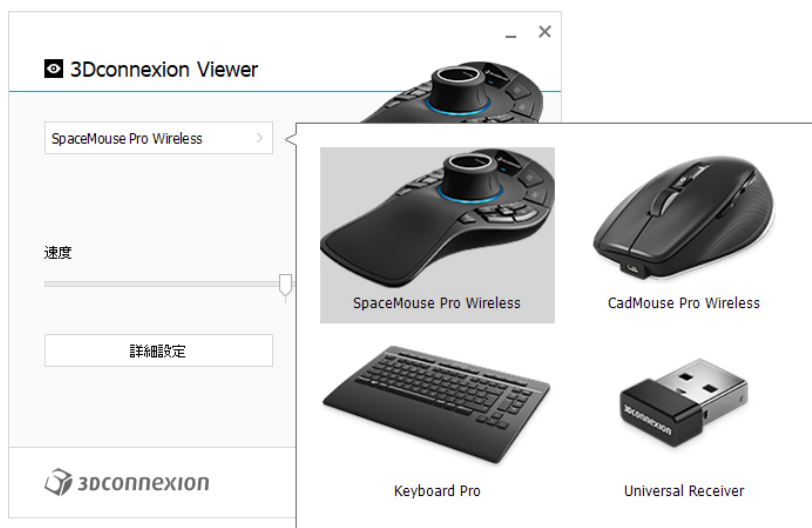 3Dconnexion Viewer
SpaceMouse Pro Wireless
速度
詳細設定
3Dconnexion
SpaceMouse Pro Wireless
CadMouse Pro Wireless
Keyboard Pro
3Dconnexion
Universal Receiver